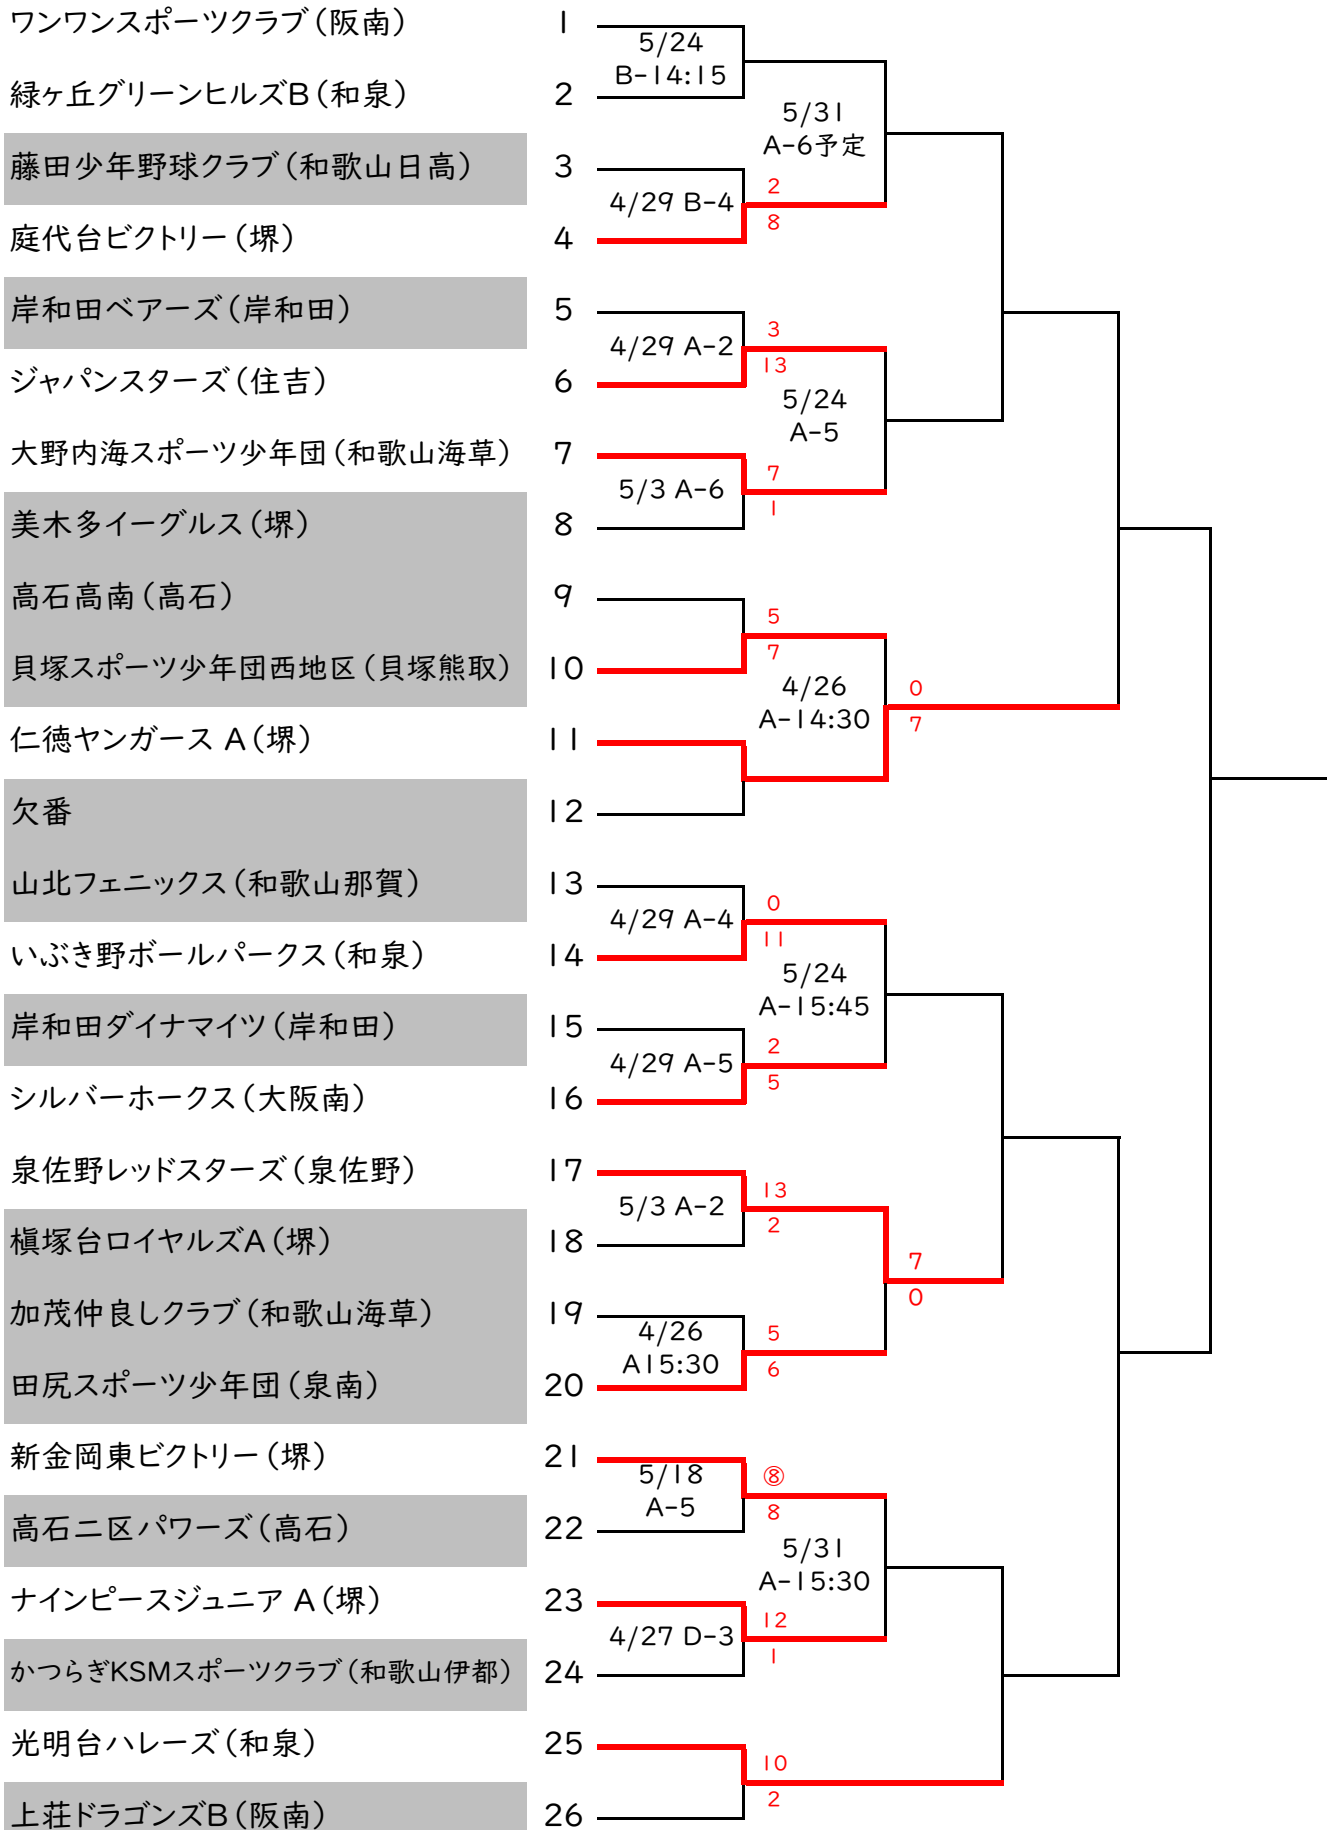 ワンワンスポーツクラブ(阪南) 1
5/24
B-14:15
緑ヶ丘グリーンヒルズB(和泉) 2
5/31
A-6予定
藤田少年野球クラブ(和歌山日高) 3
4/29 B-4
2
8
庭代台ビクトリー(堺) 4
岸和田ベアーズ(岸和田) 5
4/29 A-2
3
13
ジャパンスターズ(住吉) 6
5/24
A-5
大野内海スポーツ少年団(和歌山海草) 7
5/3 A-6
7
1
美木多イーグルス(堺) 8
高石高南(高石) 9
5
7
貝塚スポーツ少年団西地区(貝塚熊取) 10
4/26
A-14:30
0
7
仁徳ヤンガース A(堺) 11
欠番 12
山北フェニックス(和歌山那賀) 13
4/29 A-4
0
11
いぶき野ボールパークス(和泉) 14
5/24
A-15:45
岸和田ダイナマイツ(岸和田) 15
4/29 A-5
2
5
シルバーホークス(大阪南) 16
泉佐野レッドスターズ(泉佐野) 17
5/3 A-2
13
2
槇塚台ロイヤルズA(堺) 18
7
0
加茂仲良しクラブ(和歌山海草) 19
4/26
A15:30
5
6
田尻スポーツ少年団(泉南) 20
新金岡東ビクトリー(堺) 21
5/18
A-5
⑧
8
高石二区パワーズ(高石) 22
5/31
A-15:30
ナインピースジュニア A(堺) 23
4/27 D-3
12
1
かつらぎKSMスポーツクラブ(和歌山伊都) 24
光明台ハレーズ(和泉) 25
10
2
上荘ドラゴンズB(阪南) 26